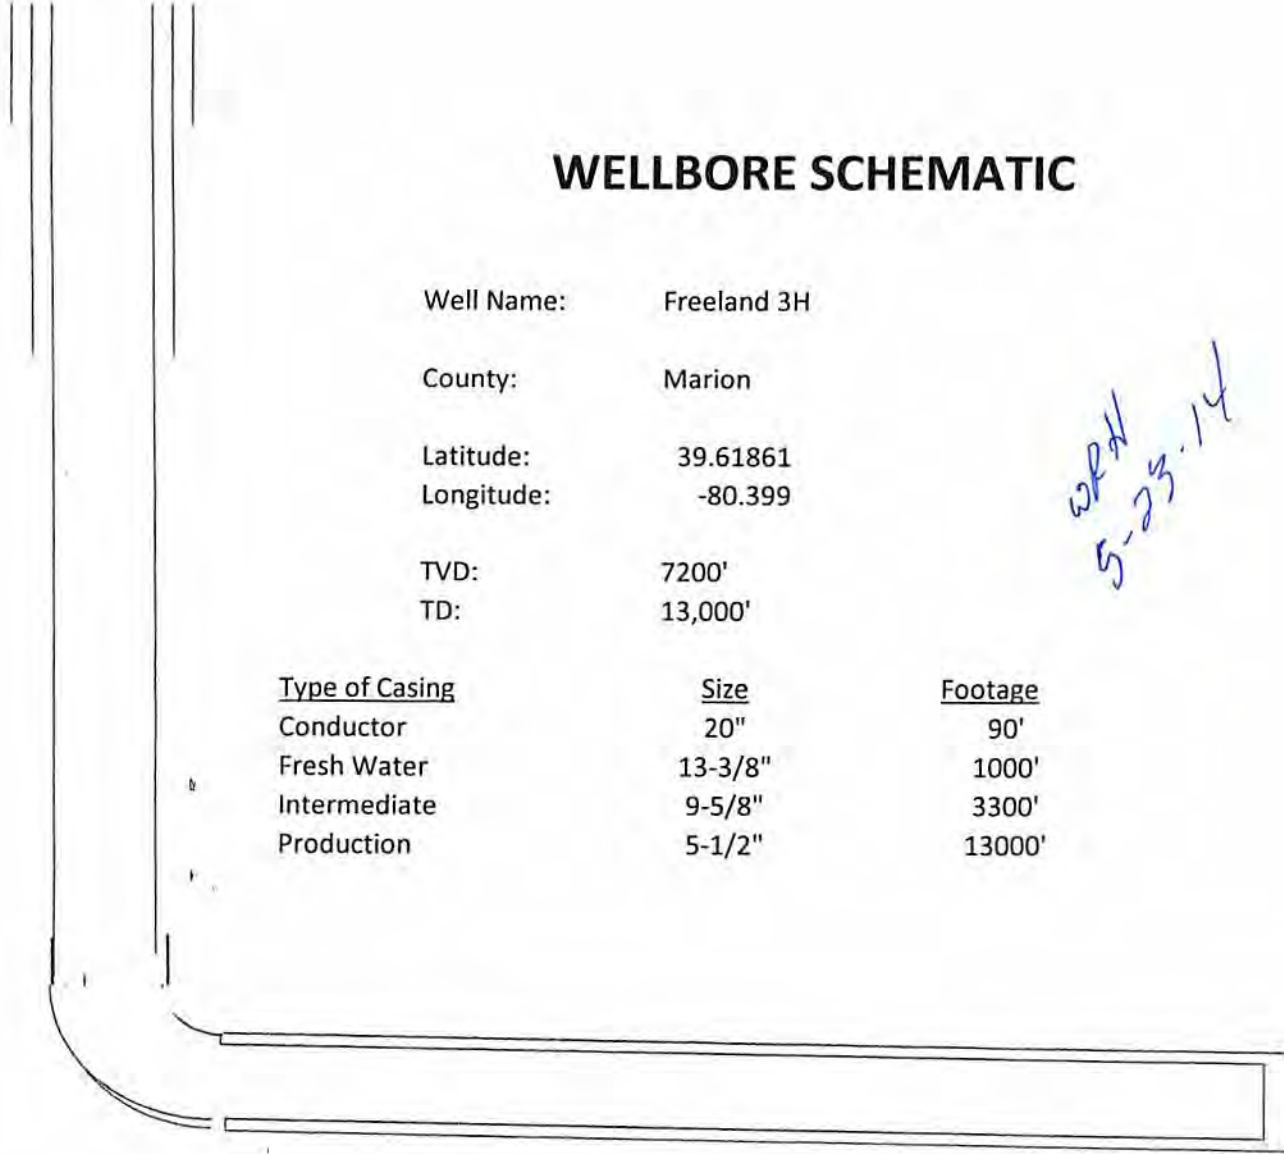 WELLBORE SCHEMATIC
Well Name: Freeland 3H
County: Marion
Latitude: 39.61861
Longitude: -80.399
WRH
5-23-14
TVD: 7200'
TD: 13,000'
Type of Casing Size Footage
Conductor 20" 90'
Fresh Water 13-3/8" 1000'
Intermediate 9-5/8" 3300'
Production 5-1/2" 13000'